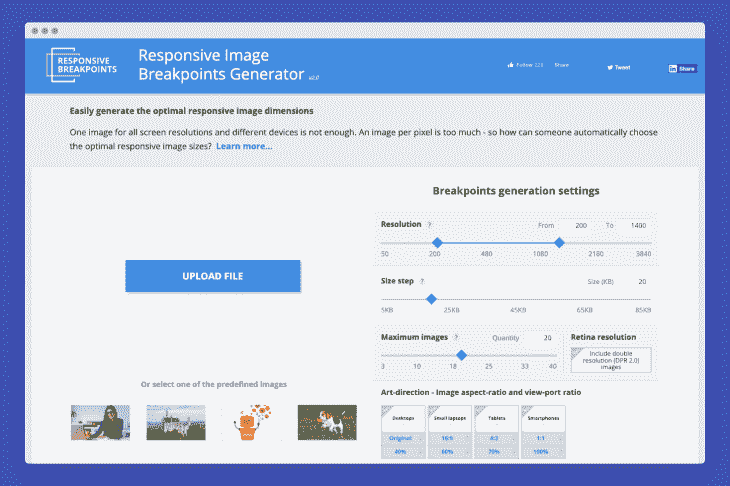 RESPONSIVE
BREAKPOINTS
Responsive Image
Breakpoints Generator v2.0
Follow 223 Share Tweet Share
Easily generate the optimal responsive image dimensions
One image for all screen resolutions and different devices is not enough. An image per pixel is too much - so how can someone automatically choose
the optimal responsive image sizes? Learn more...
Breakpoints generation settings
Resolution ? From 200 To 1400
50 200 480 1080 2180 3840
UPLOAD FILE
Size step ? Size (KB) 20
5KB 25KB 45KB 65KB 85KB
Maximum images ? Quantity 20 Retina resolution
Include double
resolution (DPR 2.0)
images
3 10 18 25 33 40
Or select one of the predefined images
Art-direction - Image aspect-ratio and view-port ratio
Desktops Small laptops Tablets Smartphones
Original 16:9 4:3 1:1
40% 60% 70% 100%